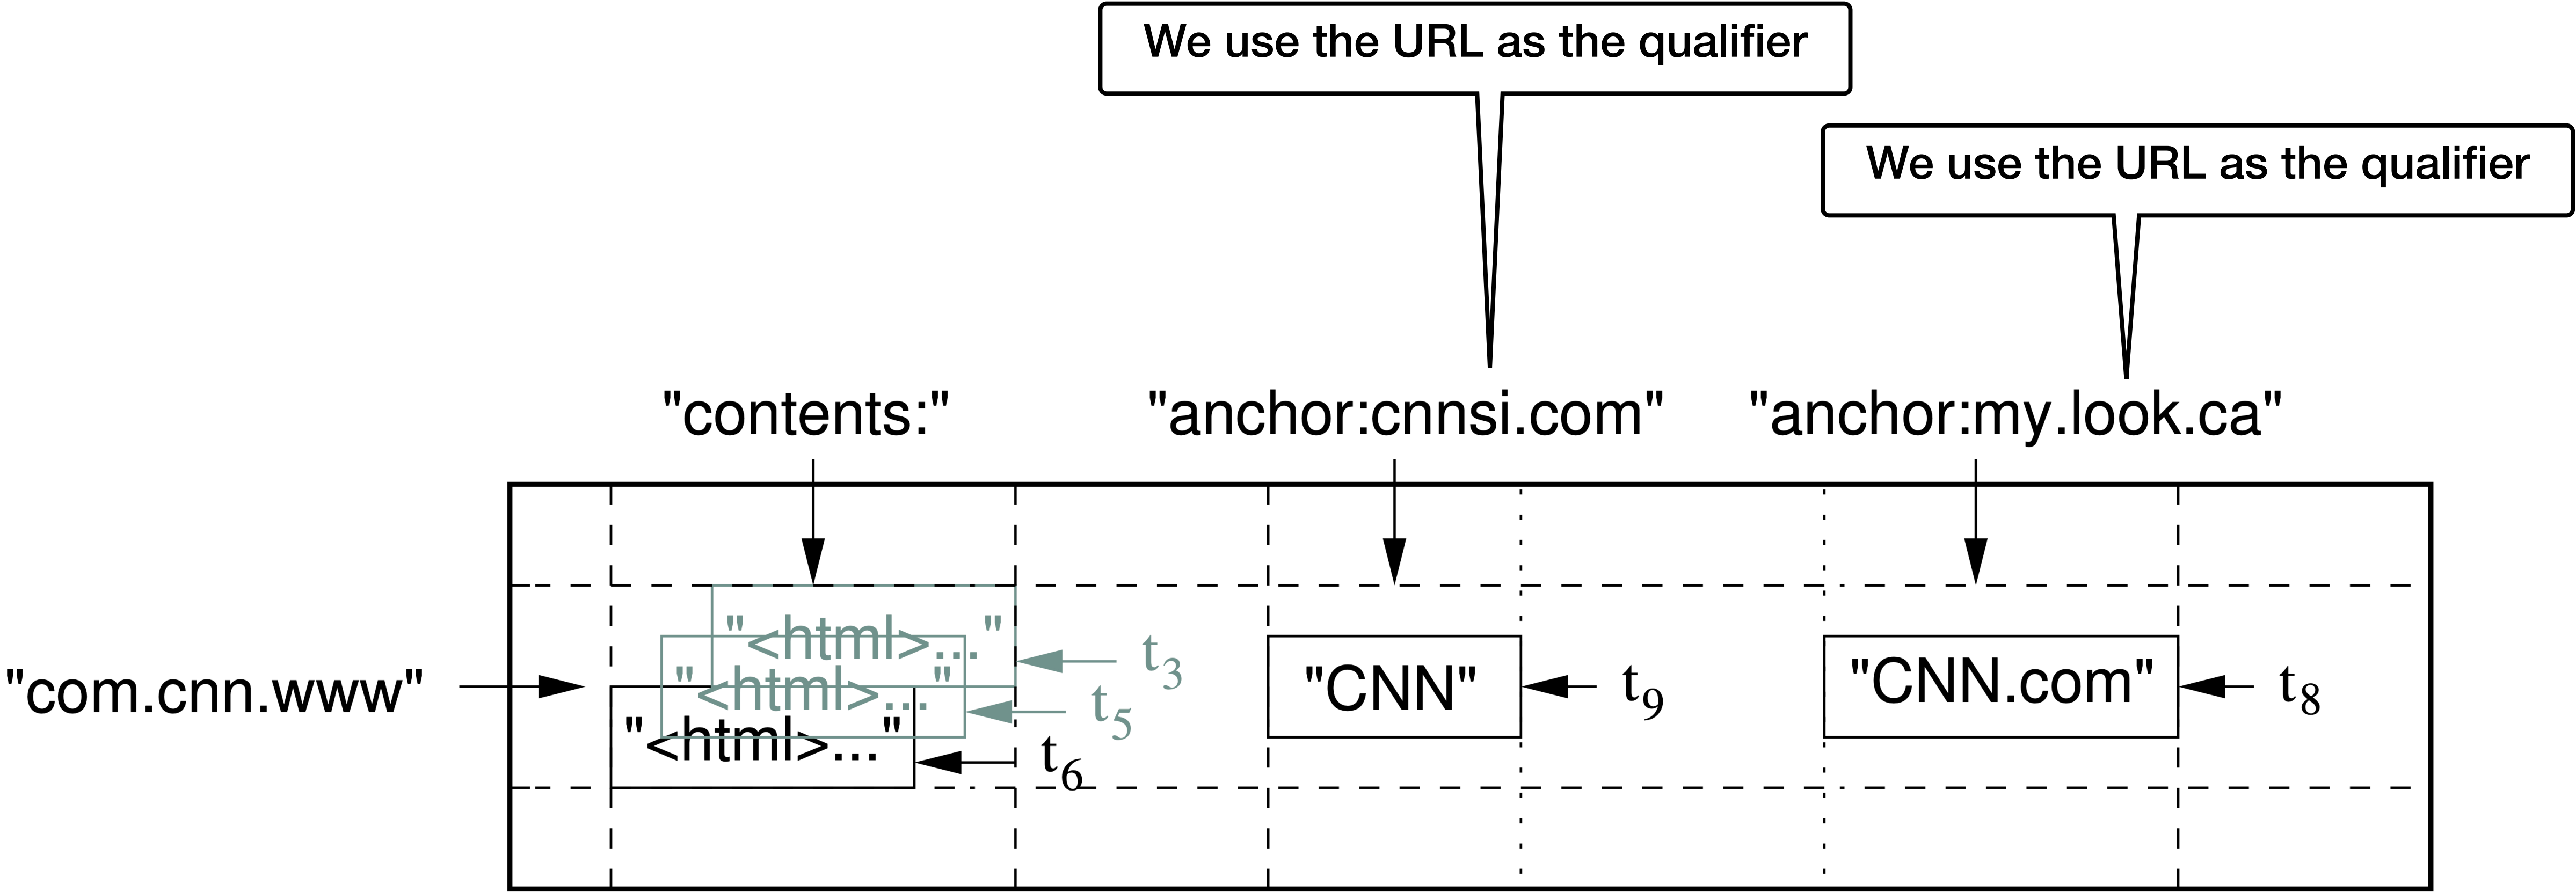 We use the URL as the qualifier
We use the URL as the qualifier
"contents:" "anchor:cnnsi.com" "anchor:my.look.ca"
"<html>..." t3
"com.cnn.www" "<html>..." t5 "CNN" t9 "CNN.com" t8
"<html>..." t6